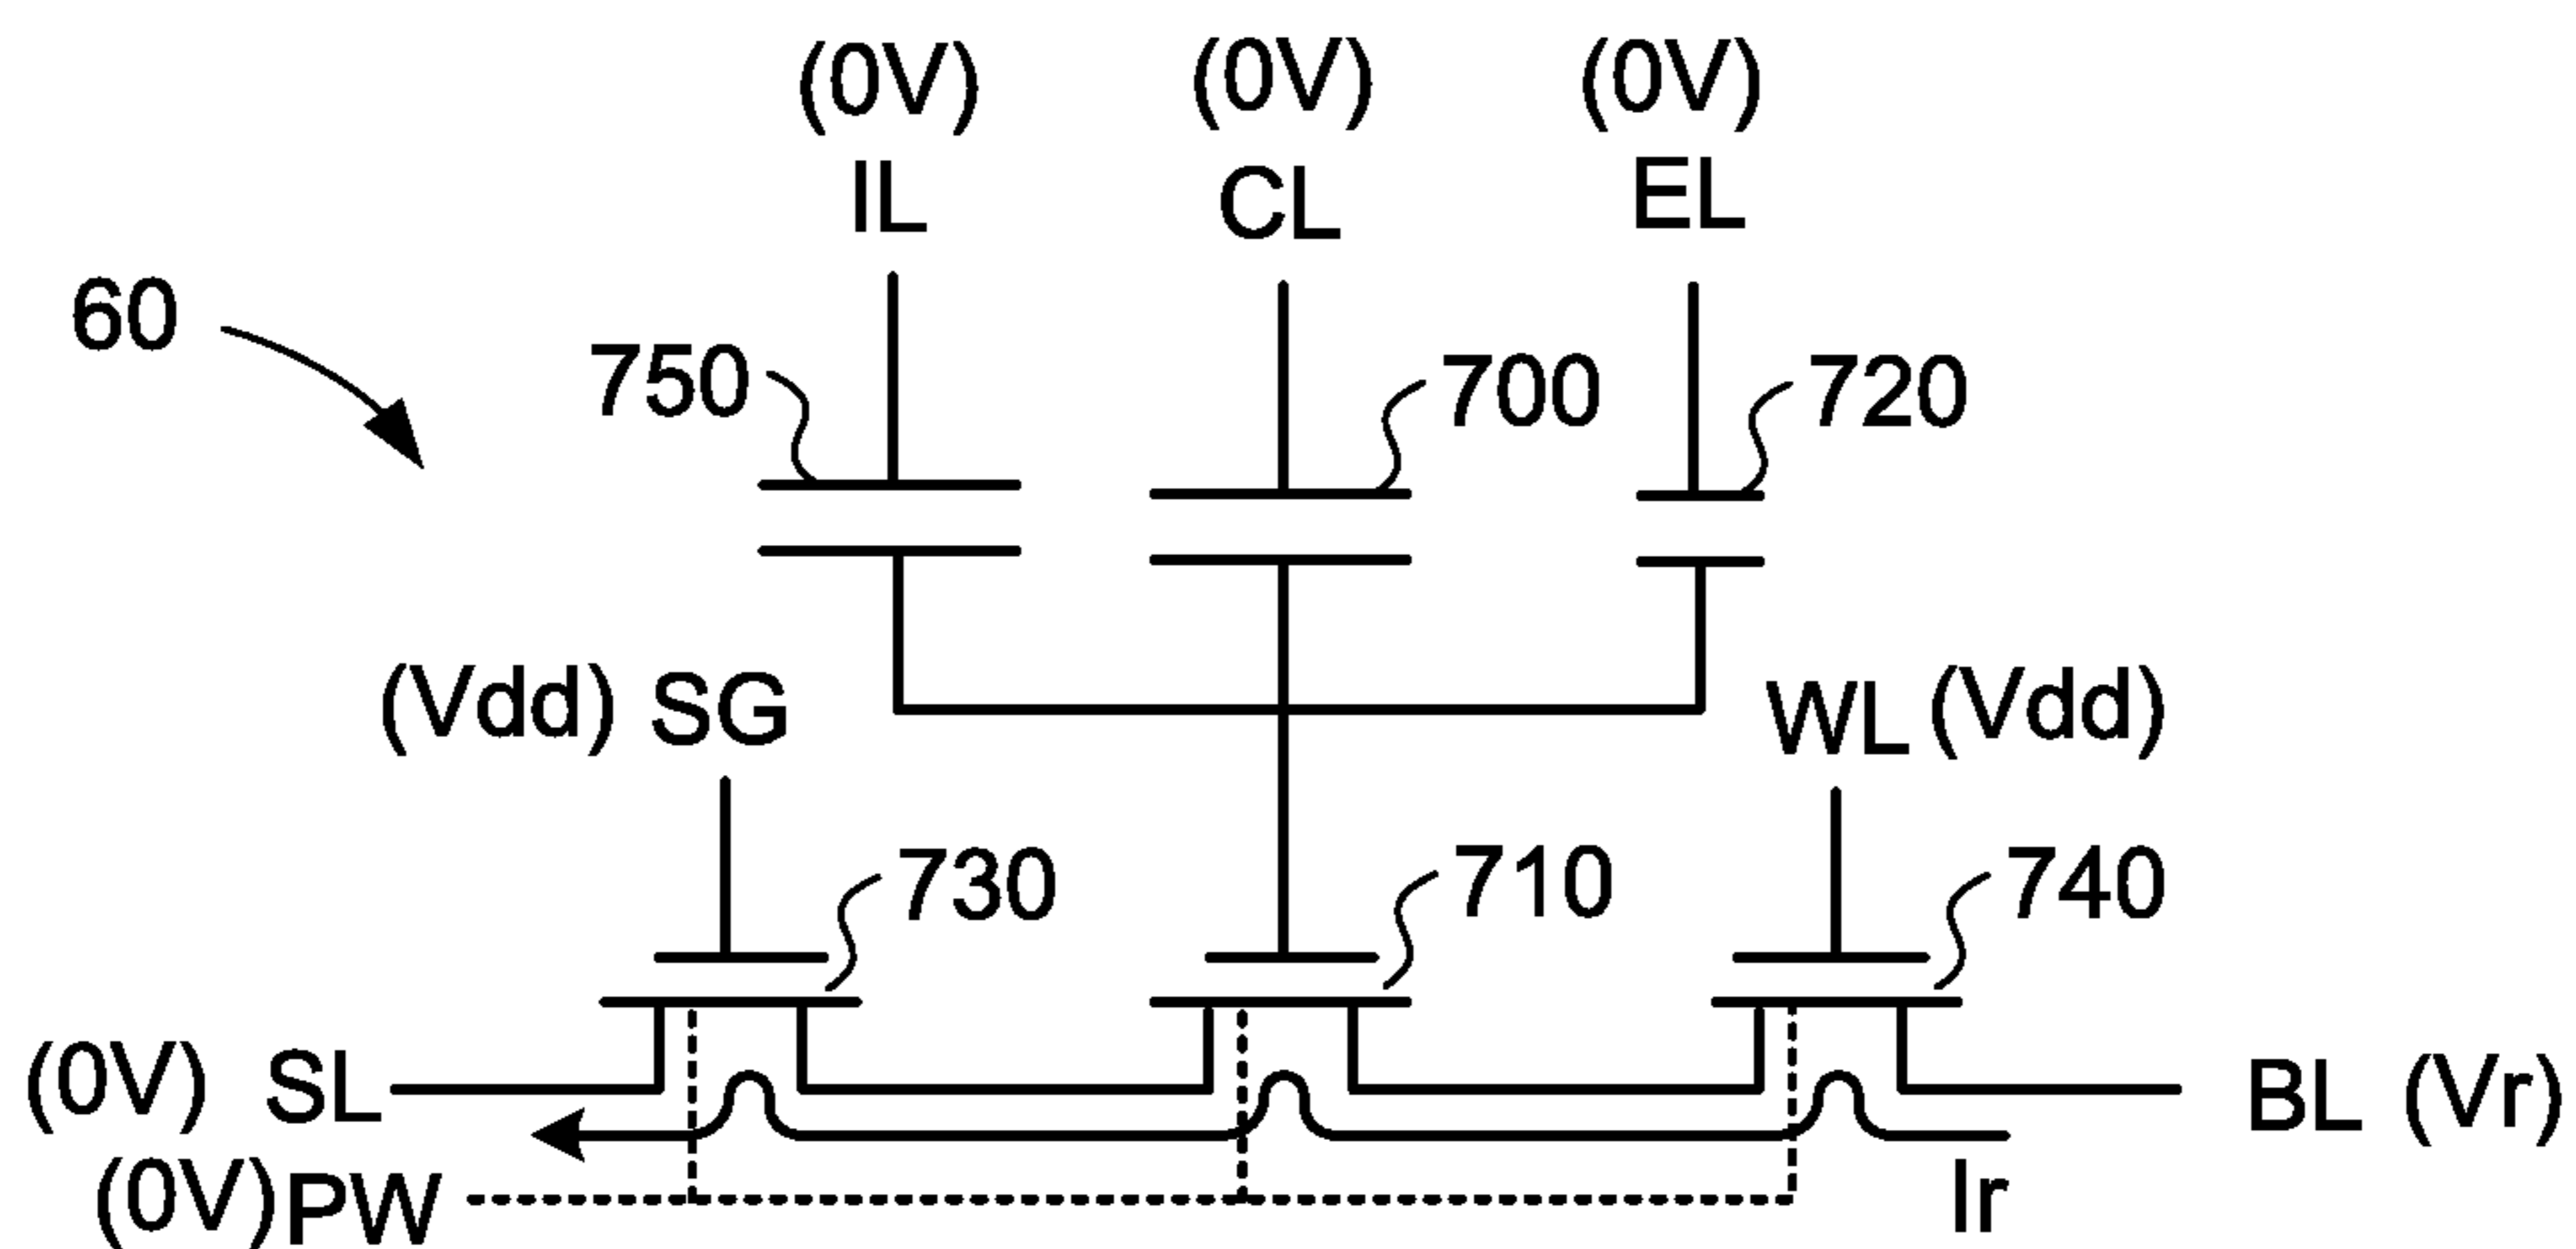 (0V) (0V) (0V)
IL CL EL
60
750 700 720
(Vdd) SG WL (Vdd)
730 710 740
(0V) SL BL (Vr)
(0V) PW Ir